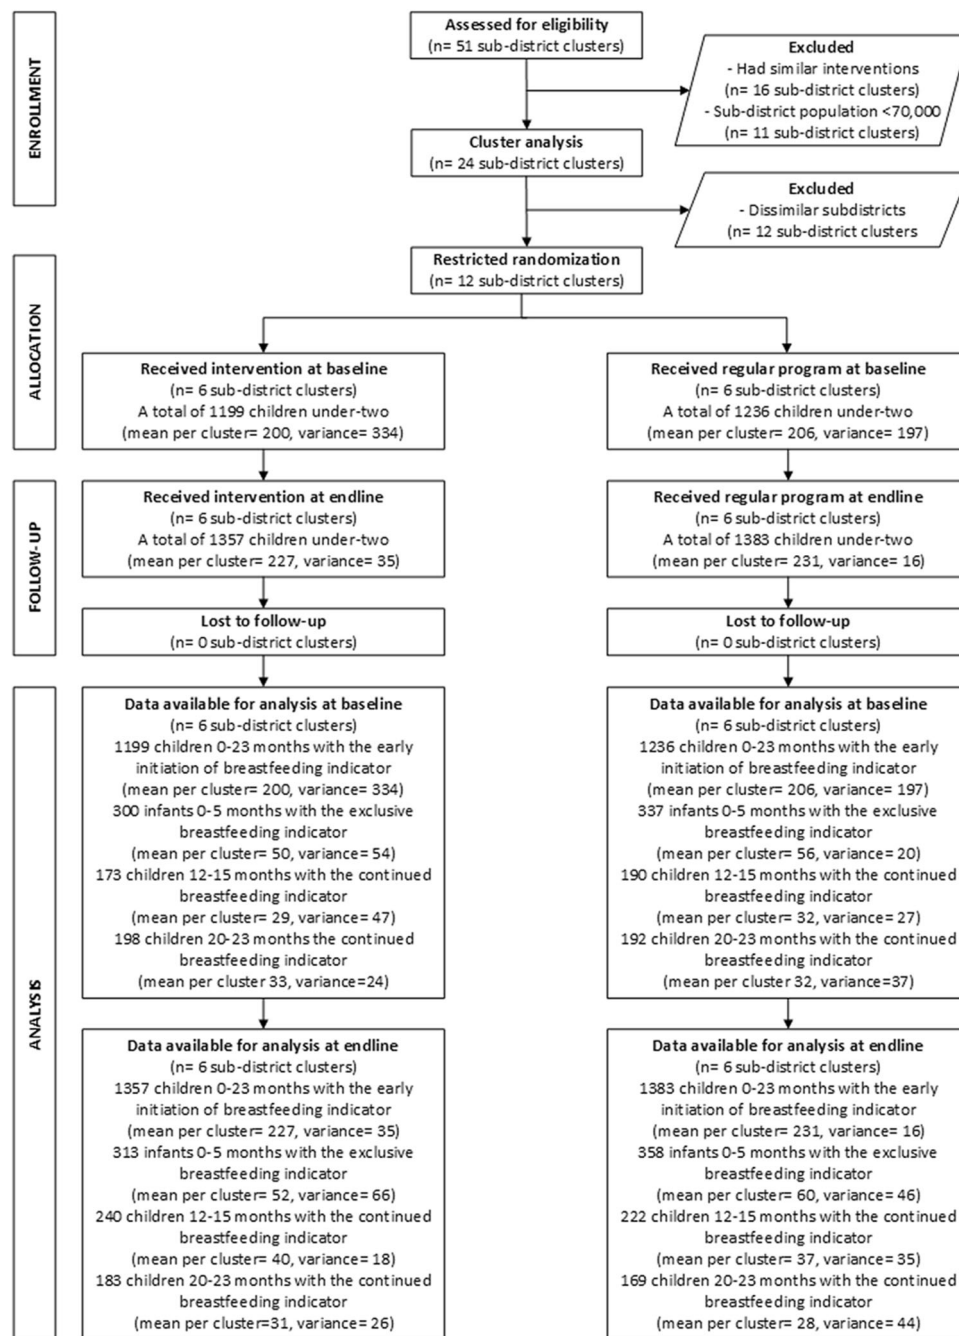 ENROLLMENT
Assessed for eligibility
(n= 51 sub-district clusters)
Excluded
- Had similar interventions
(n= 16 sub-district clusters)
- Sub-district population <70,000
(n= 11 sub-district clusters)
Cluster analysis
(n= 24 sub-district clusters)
Excluded
- Dissimilar subdistricts
(n= 12 sub-district clusters
Restricted randomization
(n= 12 sub-district clusters)
ALLOCATION
Received intervention at baseline
(n= 6 sub-district clusters)
A total of 1199 children under-two
(mean per cluster= 200, variance= 334)
Received regular program at baseline
(n= 6 sub-district clusters)
A total of 1236 children under-two
(mean per cluster= 206, variance= 197)
FOLLOW-UP
Received intervention at endline
(n= 6 sub-district clusters)
A total of 1357 children under-two
(mean per cluster= 227, variance= 35)
Received regular program at endline
(n= 6 sub-district clusters)
A total of 1383 children under-two
(mean per cluster= 231, variance= 16)
Lost to follow-up
(n= 0 sub-district clusters)
Lost to follow-up
(n= 0 sub-district clusters)
ANALYSIS
Data available for analysis at baseline
(n= 6 sub-district clusters)
1199 children 0-23 months with the early
initiation of breastfeeding indicator
(mean per cluster= 200, variance= 334)
300 infants 0-5 months with the exclusive
breastfeeding indicator
(mean per cluster= 50, variance= 54)
173 children 12-15 months with the continued
breastfeeding indicator
(mean per cluster= 29, variance= 47)
198 children 20-23 months the continued
breastfeeding indicator
(mean per cluster 33, variance=24)
Data available for analysis at baseline
(n= 6 sub-district clusters)
1236 children 0-23 months with the early
initiation of breastfeeding indicator
(mean per cluster= 206, variance= 197)
337 infants 0-5 months with the exclusive
breastfeeding indicator
(mean per cluster= 56, variance= 20)
190 children 12-15 months with the continued
breastfeeding indicator
(mean per cluster= 32, variance= 27)
192 children 20-23 months with the continued
breastfeeding indicator
(mean per cluster 32, variance=37)
Data available for analysis at endline
(n= 6 sub-district clusters)
1357 children 0-23 months with the early
initiation of breastfeeding indicator
(mean per cluster= 227, variance= 35)
313 infants 0-5 months with the exclusive
breastfeeding indicator
(mean per cluster= 52, variance= 66)
240 children 12-15 months with the continued
breastfeeding indicator
(mean per cluster= 40, variance= 18)
183 children 20-23 months with the continued
breastfeeding indicator
(mean per cluster=31, variance= 26)
Data available for analysis at endline
(n= 6 sub-district clusters)
1383 children 0-23 months with the early
initiation of breastfeeding indicator
(mean per cluster= 231, variance= 16)
358 infants 0-5 months with the exclusive
breastfeeding indicator
(mean per cluster= 60, variance= 46)
222 children 12-15 months with the continued
breastfeeding indicator
(mean per cluster= 37, variance= 35)
169 children 20-23 months with the continued
breastfeeding indicator
(mean per cluster= 28, variance= 44)